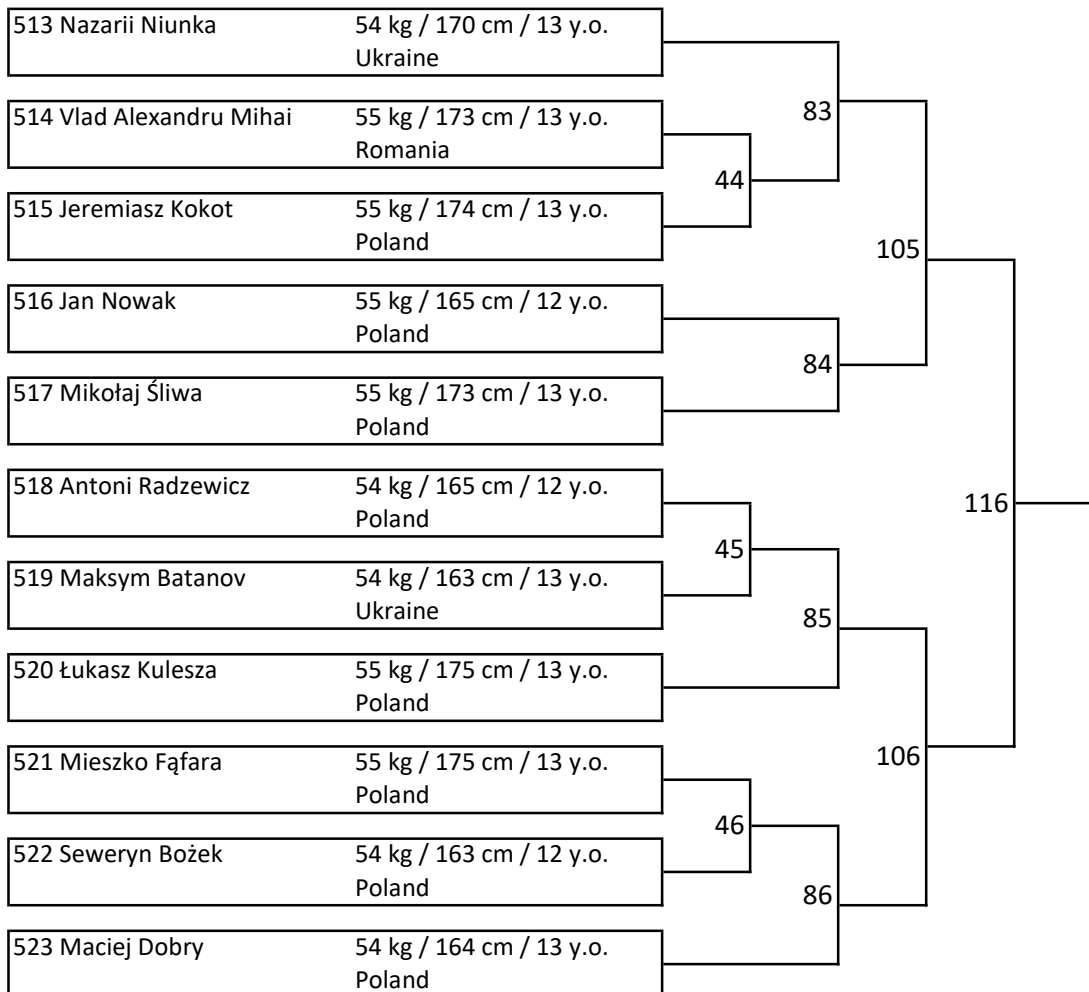 513 Nazarii Niunka 54 kg / 170 cm / 13 y.o.
Ukraine
83
514 Vlad Alexandru Mihai 55 kg / 173 cm / 13 y.o.
Romania
44
515 Jeremiasz Kokot 55 kg / 174 cm / 13 y.o.
Poland
105
516 Jan Nowak 55 kg / 165 cm / 12 y.o.
Poland
84
517 Mikołaj Śliwa 55 kg / 173 cm / 13 y.o.
Poland
518 Antoni Radzewicz 54 kg / 165 cm / 12 y.o.
Poland
116
45
519 Maksym Batanov 54 kg / 163 cm / 13 y.o.
Ukraine
85
520 Łukasz Kulesza 55 kg / 175 cm / 13 y.o.
Poland
521 Mieszko Fąfara 55 kg / 175 cm / 13 y.o.
Poland
106
46
522 Seweryn Bożek 54 kg / 163 cm / 12 y.o.
Poland
86
523 Maciej Dobry 54 kg / 164 cm / 13 y.o.
Poland